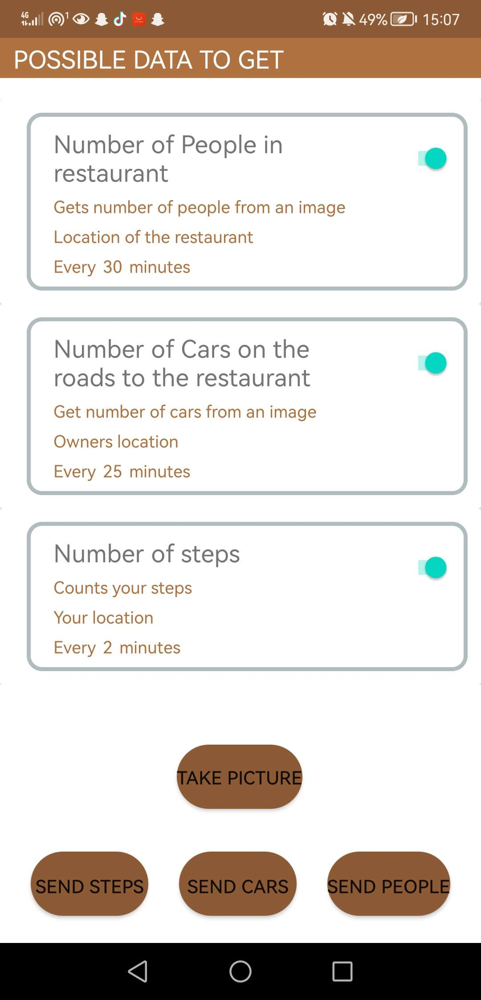 4G 1 49% 15:07
POSSIBLE DATA TO GET
Number of People in
restaurant
Gets number of people from an image
Location of the restaurant
Every 30 minutes
Number of Cars on the
roads to the restaurant
Get number of cars from an image
Owners location
Every 25 minutes
Number of steps
Counts your steps
Your location
Every 2 minutes
TAKE PICTURE
SEND STEPS
SEND CARS
SEND PEOPLE